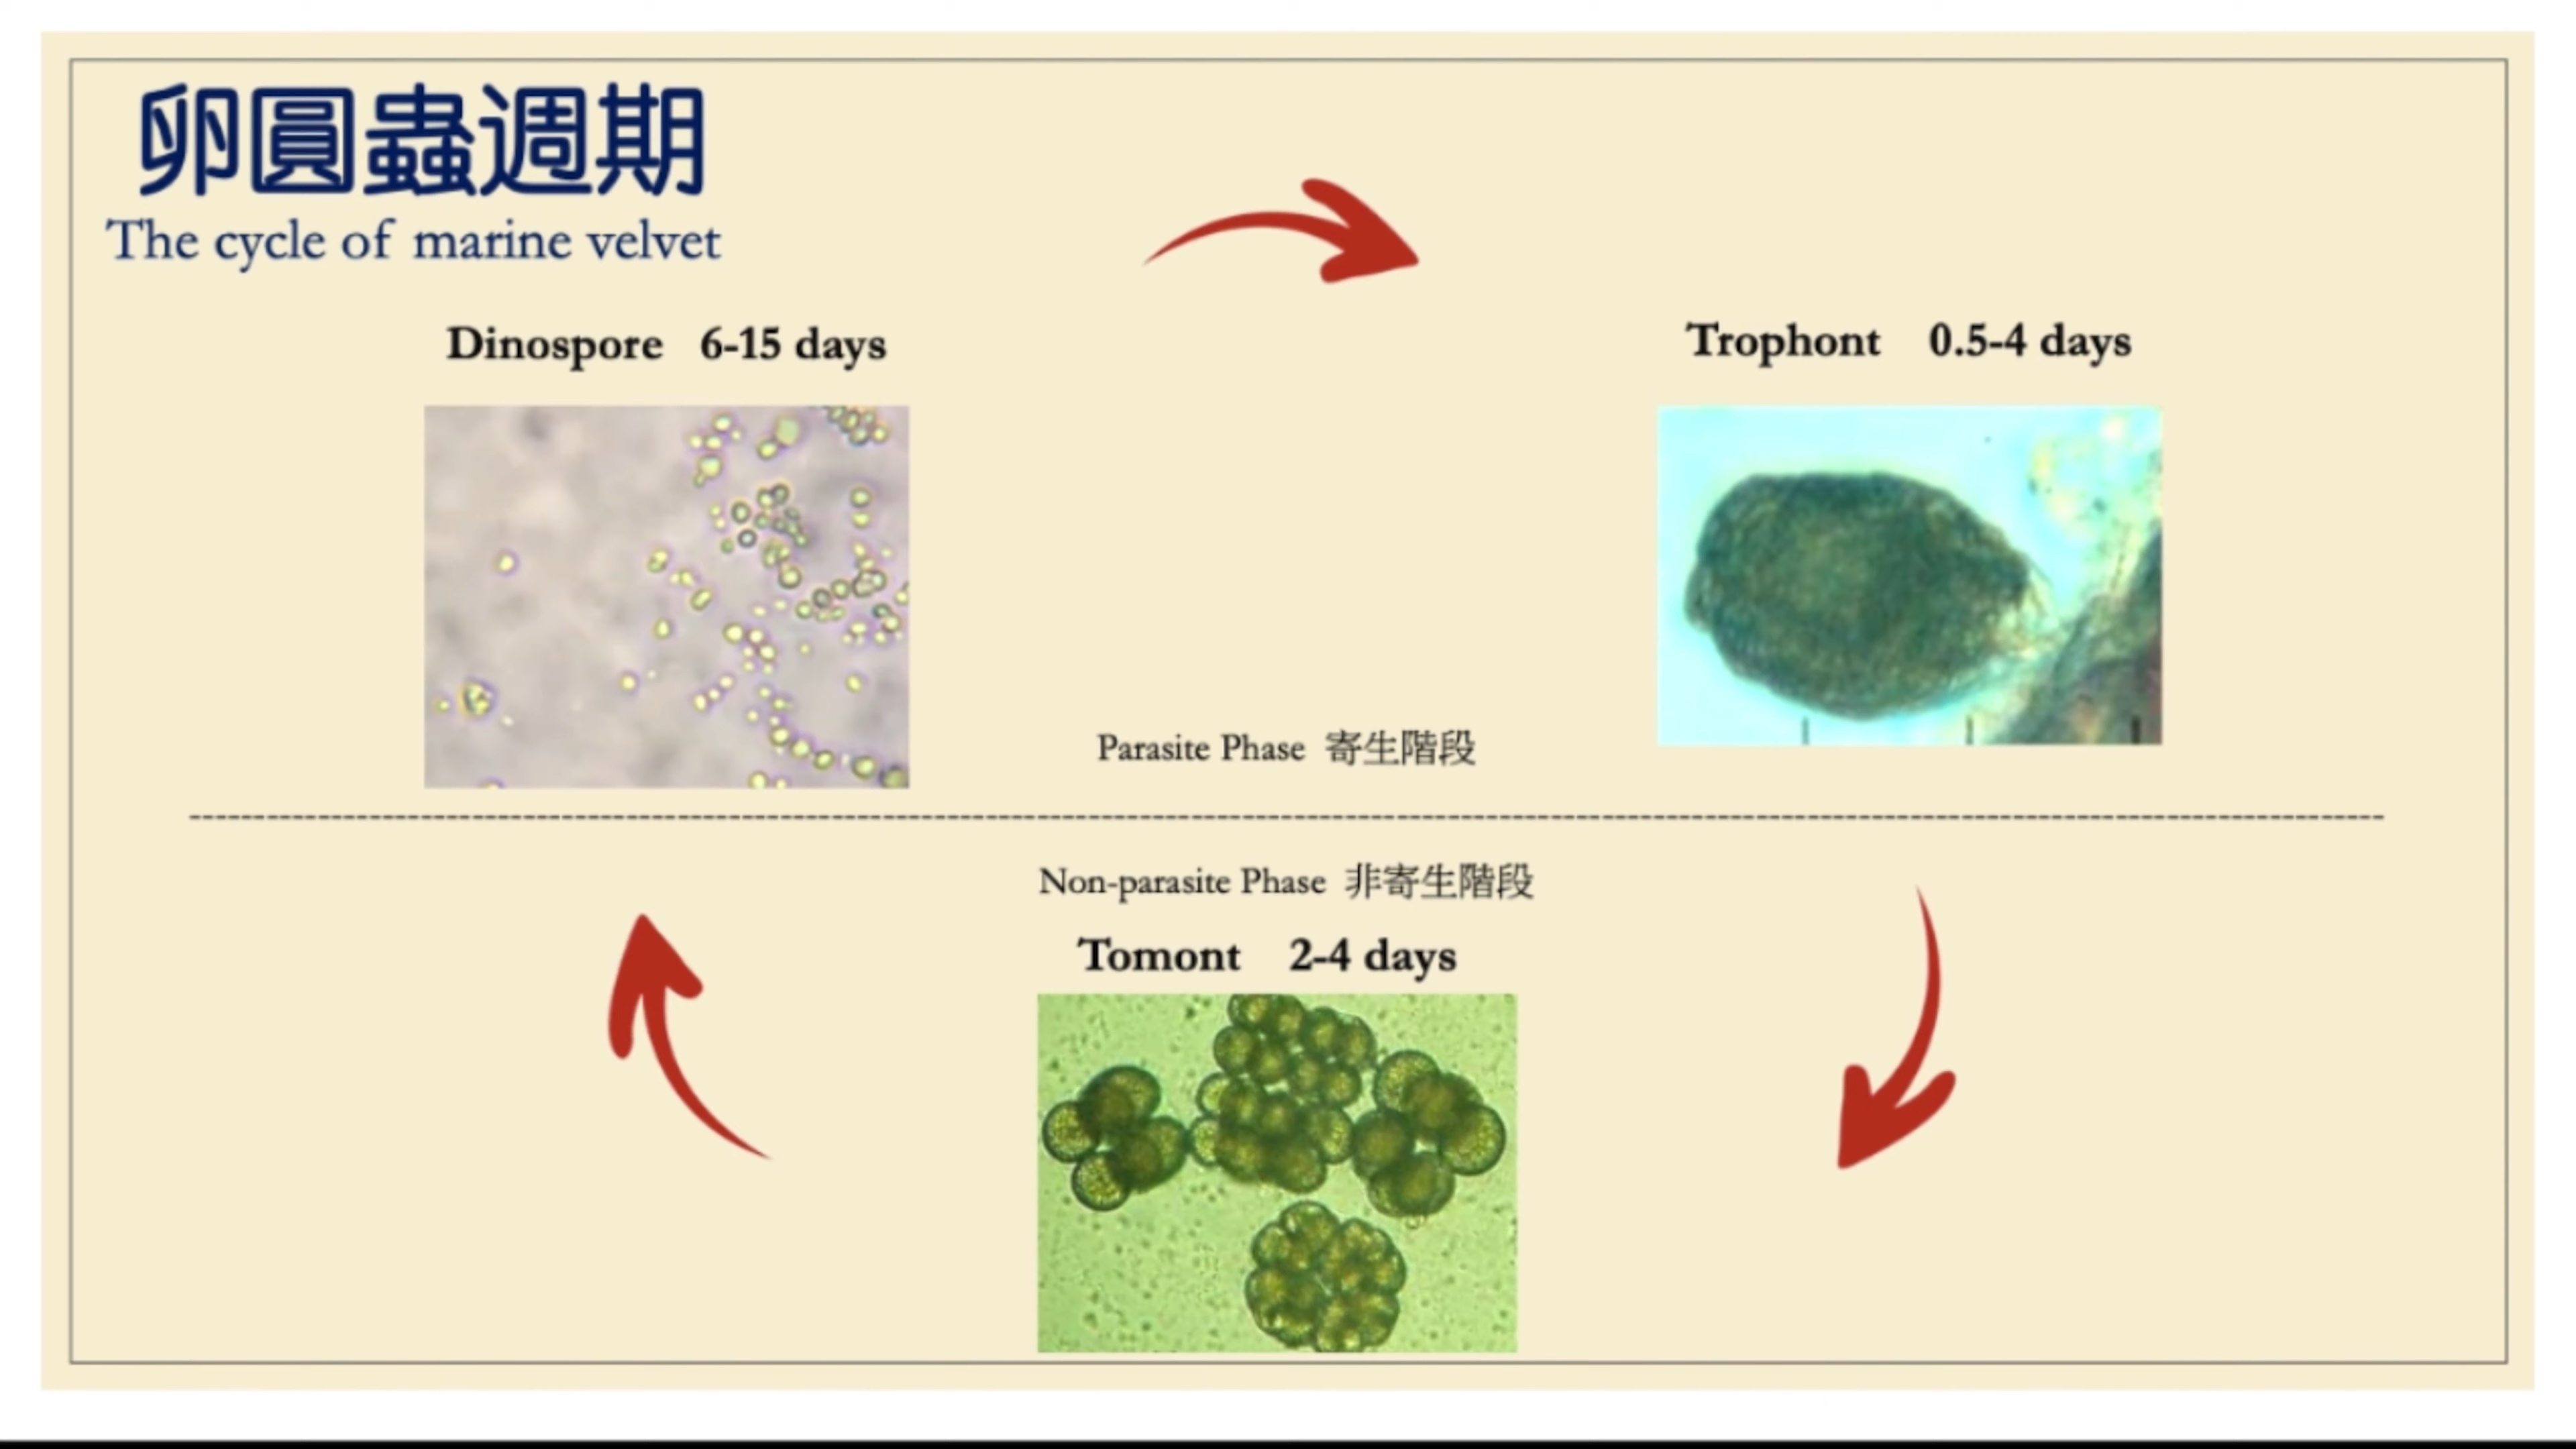 卵圓蟲週期
The cycle of marine velvet
Dinospore 6-15 days
Trophont 0.5-4 days
Parasite Phase 寄生階段
Non-parasite Phase 非寄生階段
Tomont 2-4 days